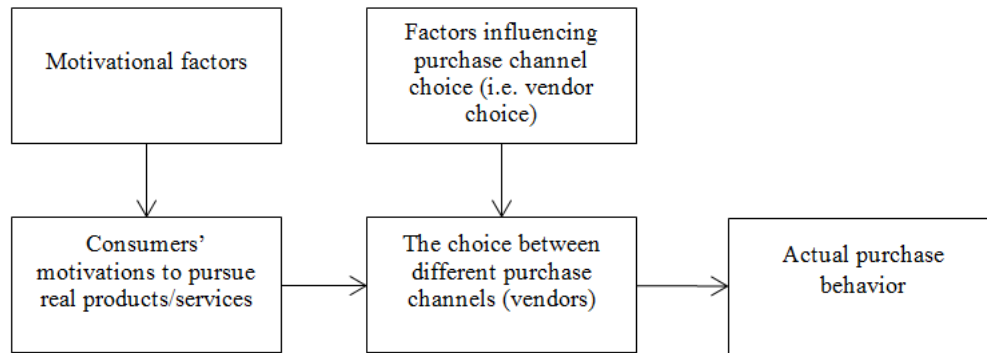 Motivational factors
Factors influencing
purchase channel
choice (i.e. vendor
choice)
Consumers’
motivations to pursue
real products/services
The choice between
different purchase
channels (vendors)
Actual purchase
behavior